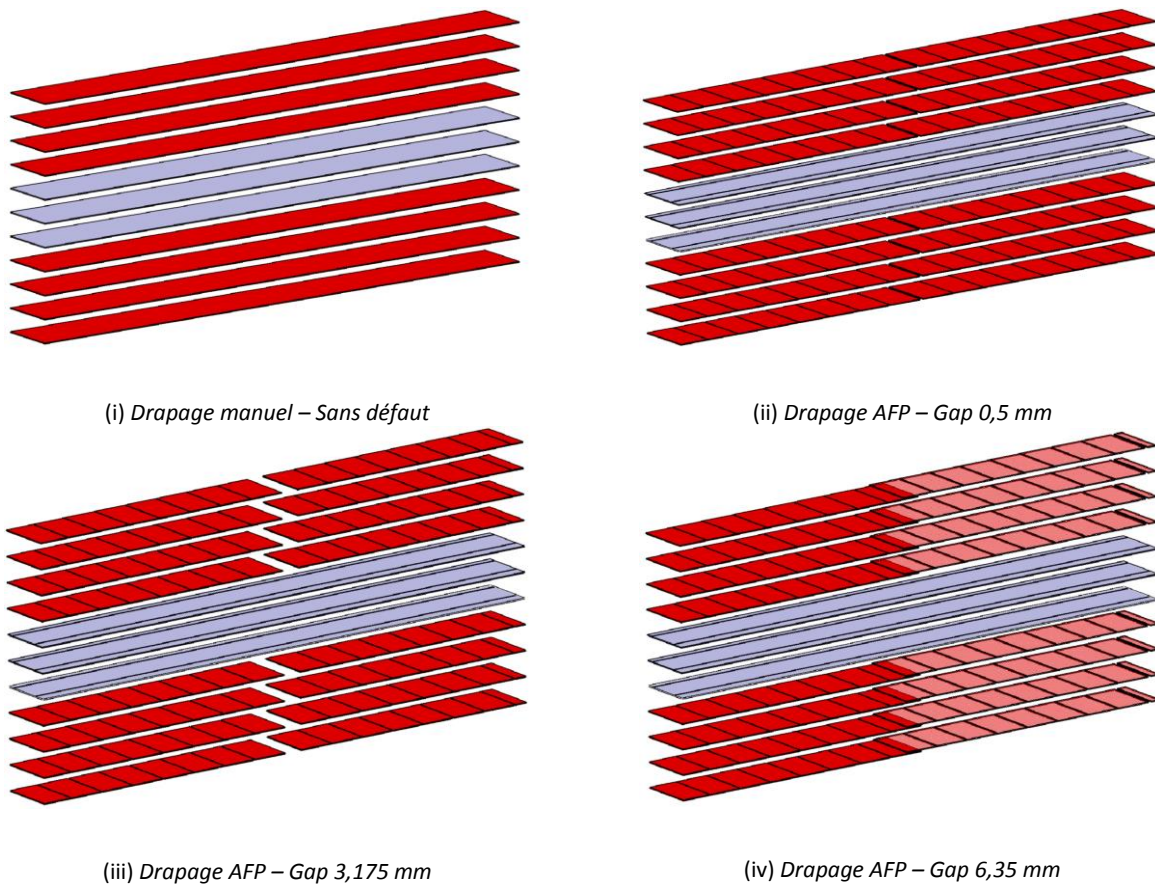 (i) Drapage manuel – Sans défaut
(ii) Drapage AFP – Gap 0,5 mm
(iii) Drapage AFP – Gap 3,175 mm
(iv) Drapage AFP – Gap 6,35 mm